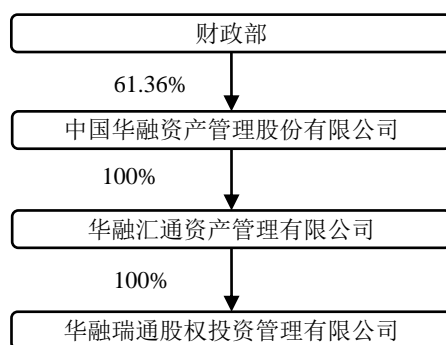 财政部
61.36%
中国华融资产管理股份有限公司
100%
华融汇通资产管理有限公司
100%
华融瑞通股权投资管理有限公司